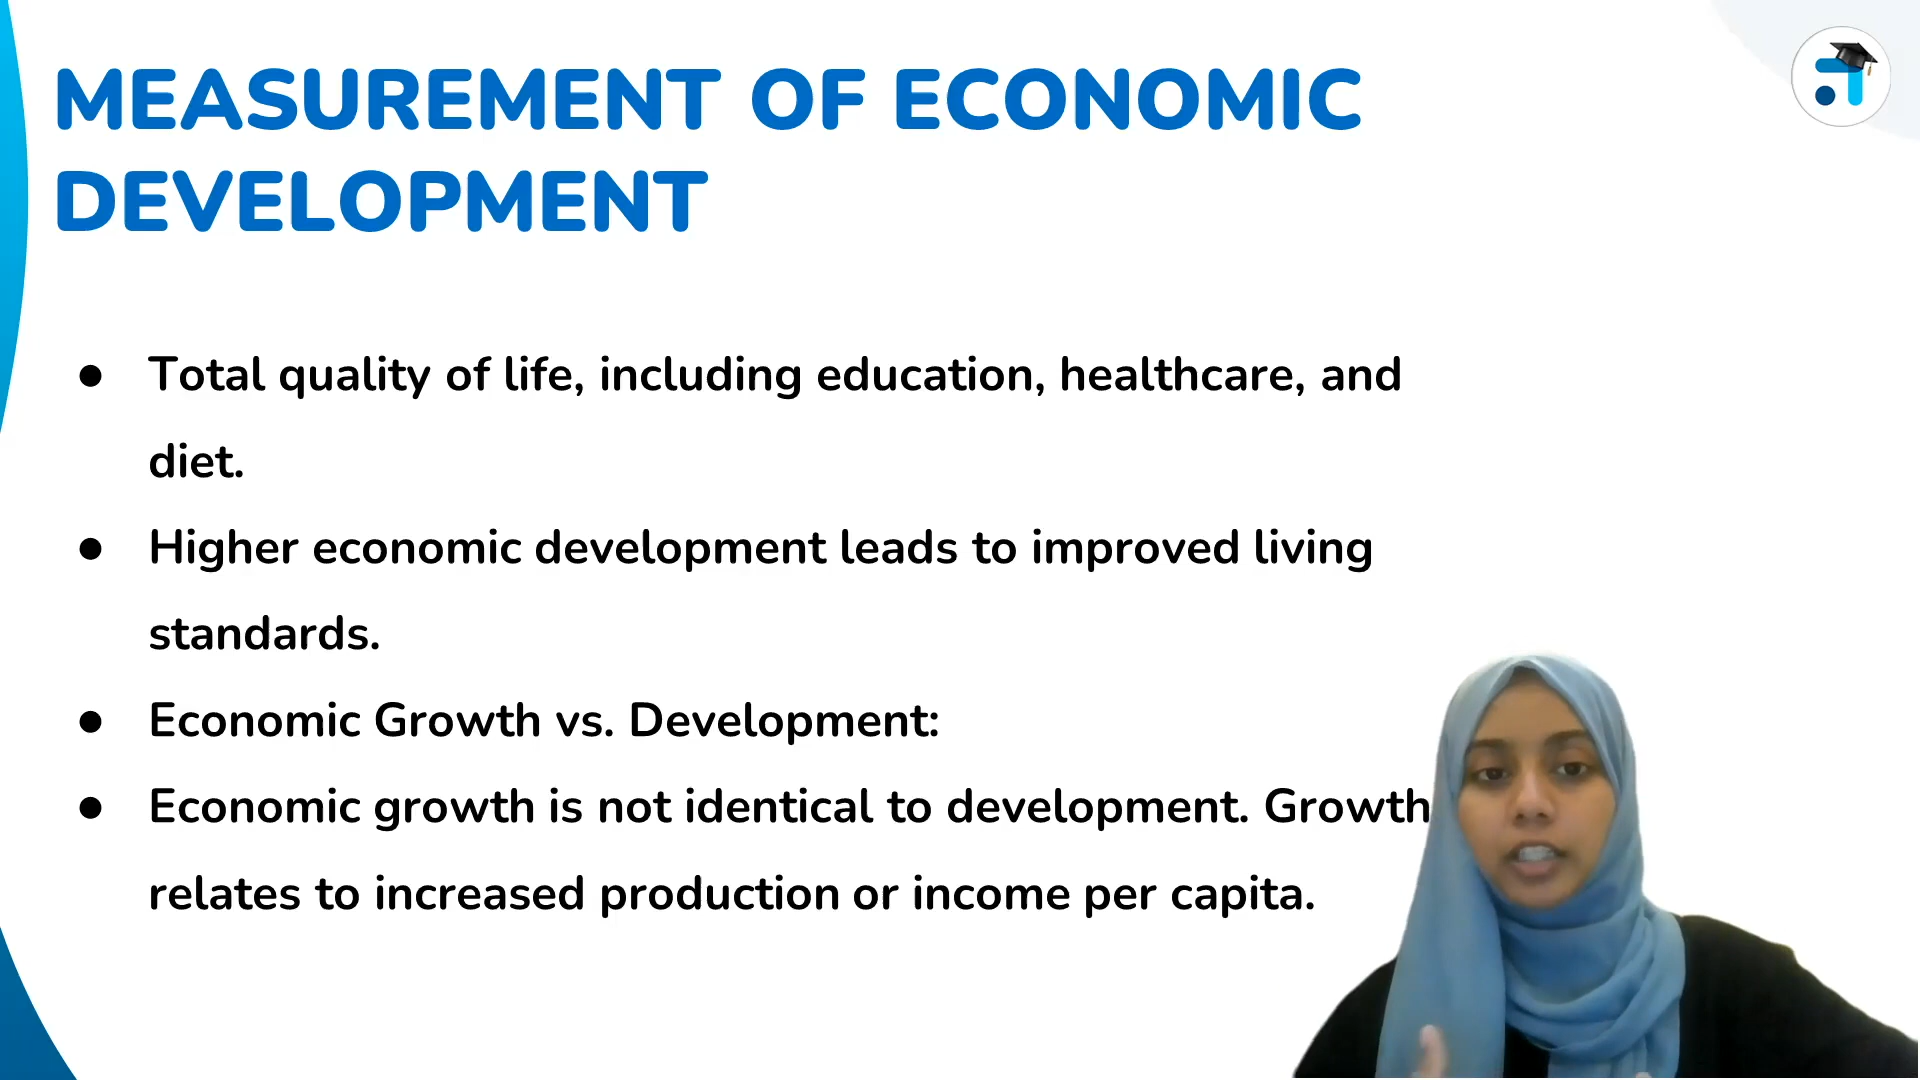 MEASUREMENT OF ECONOMIC
DEVELOPMENT
● Total quality of life, including education, healthcare, and
diet.
● Higher economic development leads to improved living
standards.
● Economic Growth vs. Development:
● Economic growth is not identical to development. Growth
relates to increased production or income per capita.